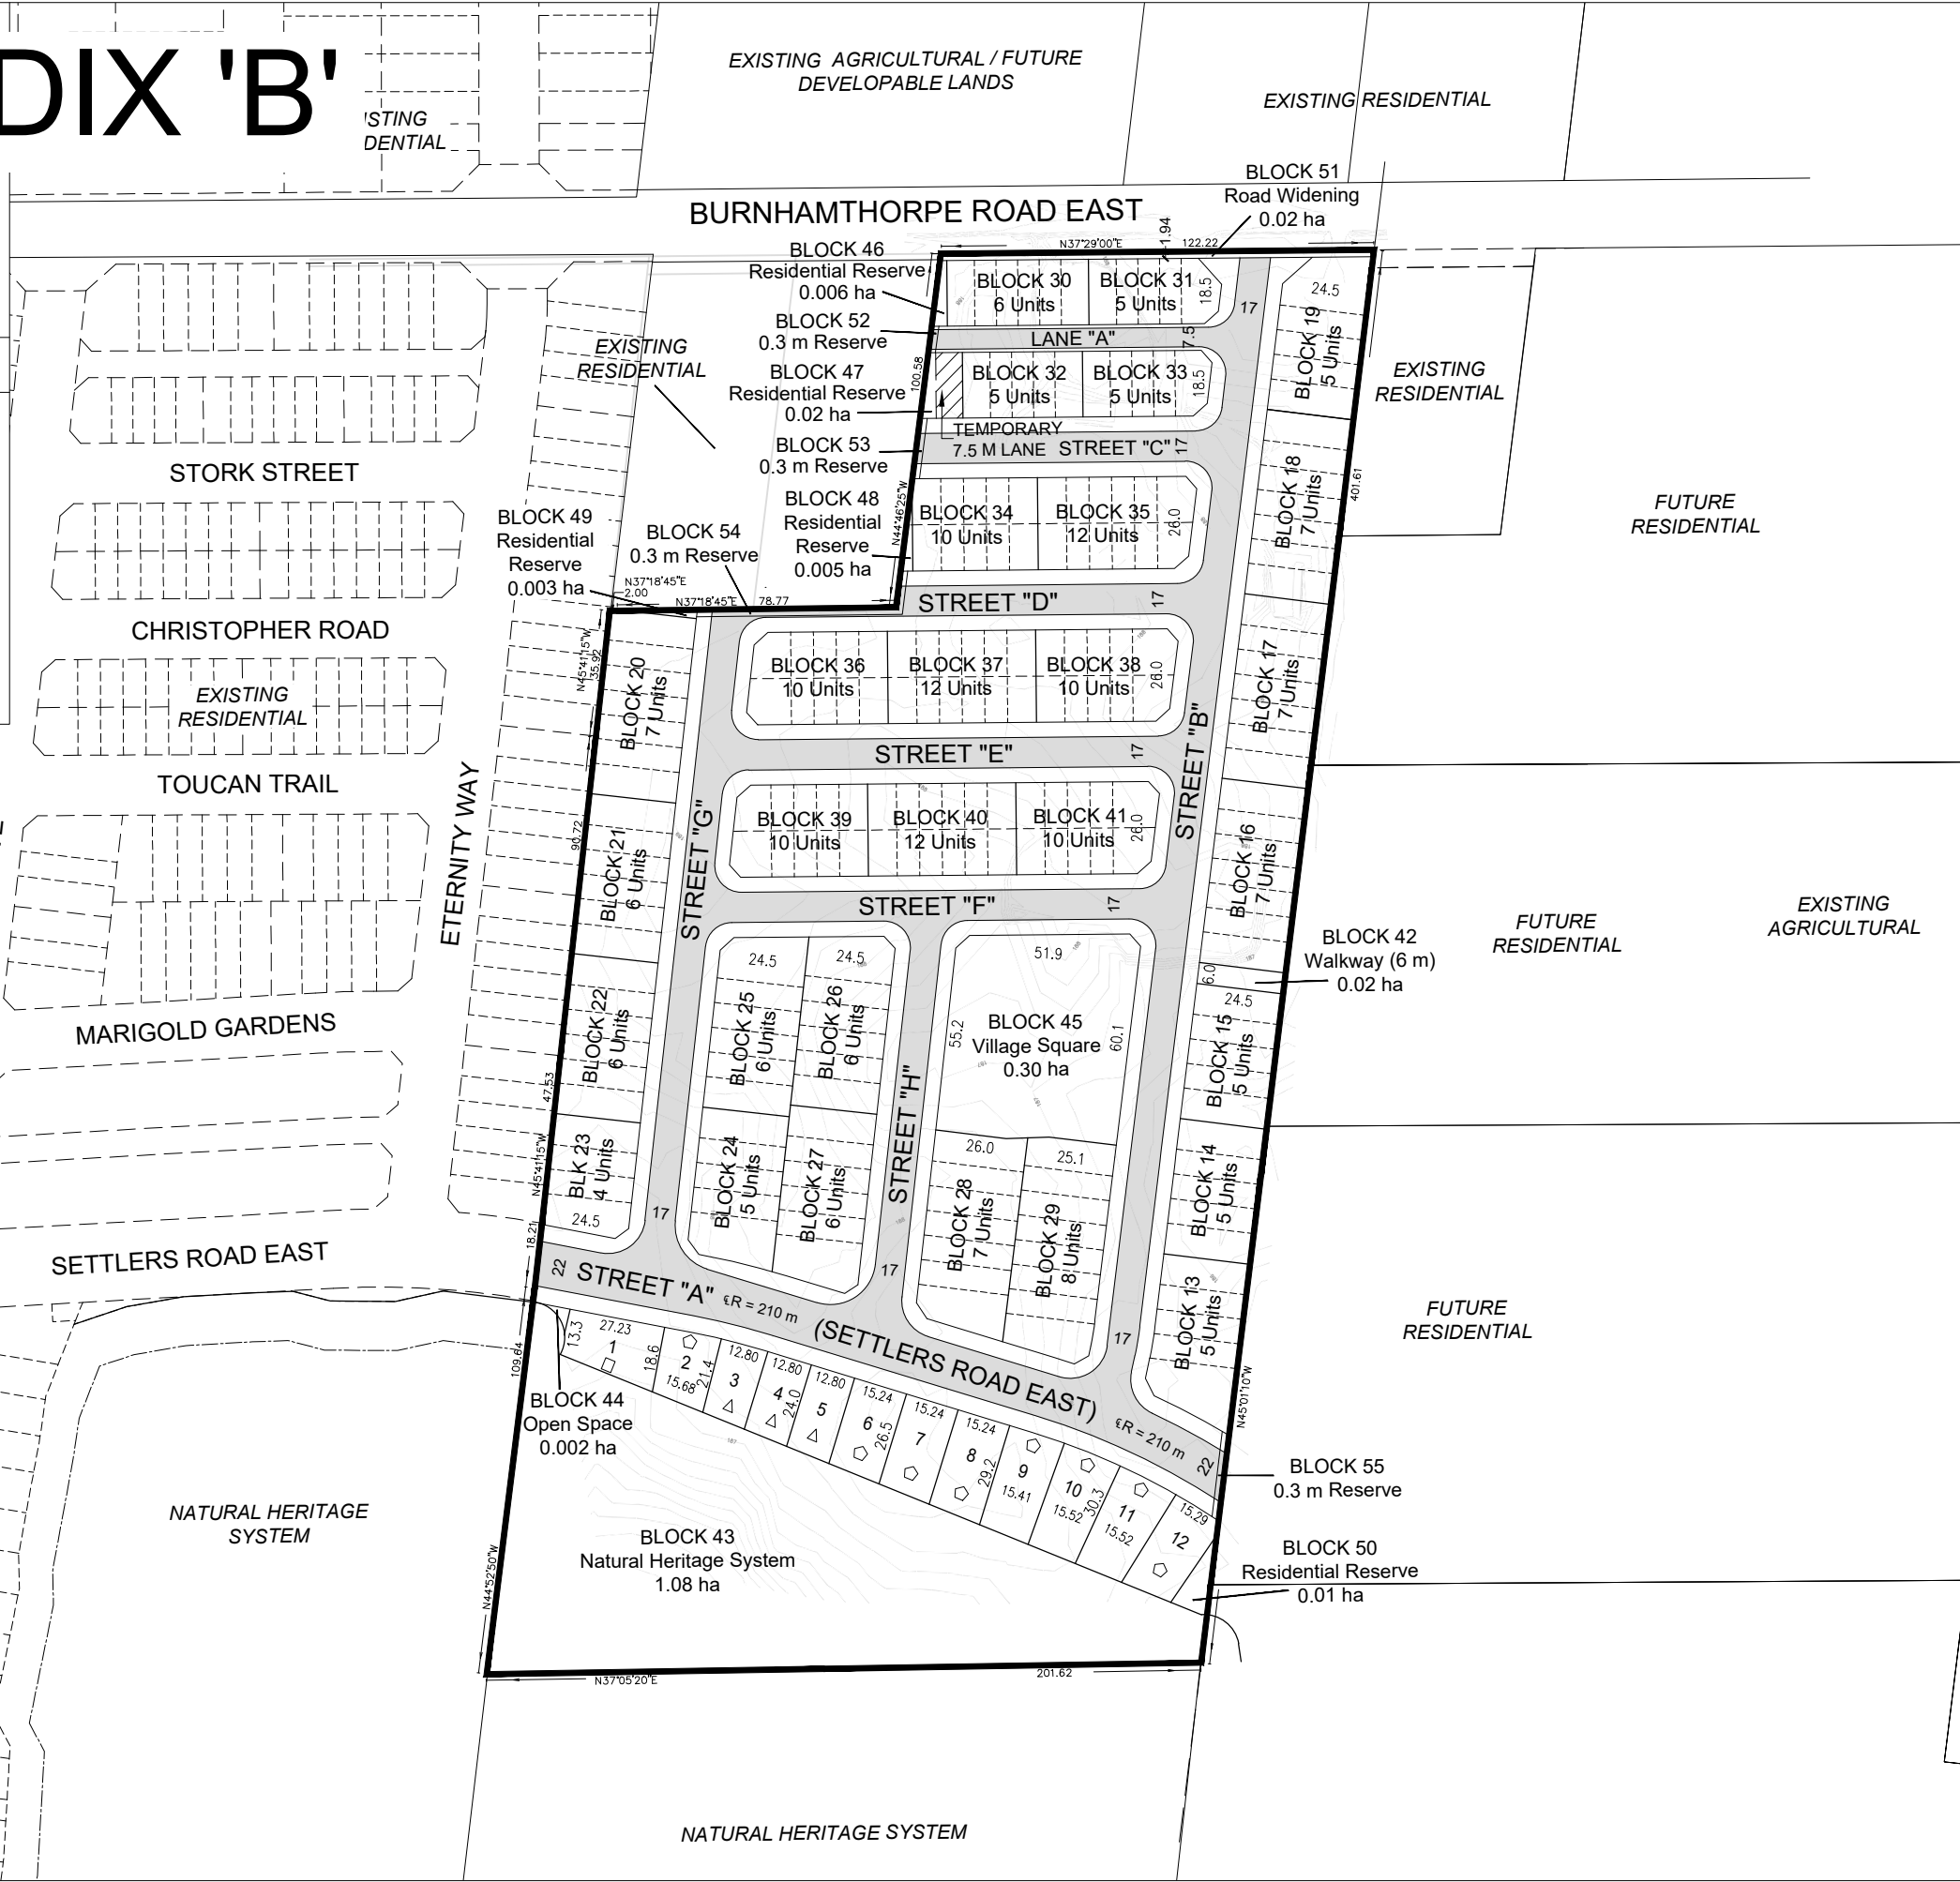 DIX 'B'
EXISTING AGRICULTURAL / FUTURE
DEVELOPABLE LANDS
EXISTING RESIDENTIAL
ISTING
DENTIAL
BURNHAMTHORPE ROAD EAST
BLOCK 51
Road Widening
0.02 ha
1.94
N37°29'00"E
122.22
BLOCK 46
Residential Reserve
0.006 ha
BLOCK 52
0.3 m Reserve
BLOCK 47
Residential Reserve
0.02 ha
BLOCK 53
0.3 m Reserve
BLOCK 48
Residential
Reserve
0.005 ha
BLOCK 49
Residential
Reserve
0.003 ha
BLOCK 54
0.3 m Reserve
EXISTING
RESIDENTIAL
BLOCK 30
6 Units
BLOCK 31
5 Units
18.5
17
24.5
BLOCK 19
5 Units
LANE "A"
7.5
100.58
BLOCK 32
5 Units
BLOCK 33
5 Units
18.5
TEMPORARY
7.5 M LANE
STREET "C"
17
EXISTING
RESIDENTIAL
BLOCK 18
7 Units
401.61
FUTURE
RESIDENTIAL
N44°46'25"W
BLOCK 34
10 Units
BLOCK 35
12 Units
26.0
N37°18'45"E
2.00
N37°18'45"E
78.77
STREET "D"
17
STORK STREET
CHRISTOPHER ROAD
EXISTING
RESIDENTIAL
TOUCAN TRAIL
ETERNITY WAY
MARIGOLD GARDENS
SETTLERS ROAD EAST
N45°41'15"W
35.92
BLOCK 20
7 Units
BLOCK 36
10 Units
BLOCK 37
12 Units
BLOCK 38
10 Units
26.0
BLOCK 17
7 Units
STREET "E"
17
STREET "B"
STREET "G"
90.72
BLOCK 21
6 Units
BLOCK 39
10 Units
BLOCK 40
12 Units
BLOCK 41
10 Units
26.0
BLOCK 16
7 Units
STREET "F"
17
BLOCK 42
Walkway (6 m)
0.02 ha
FUTURE
RESIDENTIAL
EXISTING
AGRICULTURAL
6.0
24.5
BLOCK 15
5 Units
BLOCK 22
6 Units
24.5
BLOCK 25
6 Units
24.5
BLOCK 26
6 Units
51.9
55.2
BLOCK 45
Village Square
0.30 ha
60.1
STREET "H"
47.53
N45°41'15"W
BLK 23
4 Units
24.5
18.21
BLOCK 24
5 Units
BLOCK 27
6 Units
26.0
BLOCK 28
7 Units
25.1
BLOCK 29
8 Units
BLOCK 14
5 Units
BLOCK 13
5 Units
17
17
17
22
STREET "A"
℄R = 210 m
(SETTLERS ROAD EAST)
℄R = 210 m
22
FUTURE
RESIDENTIAL
N45°01'10"W
109.64
13.3
27.23
1
18.6
2
15.68
21.4
12.80
3
12.80
4
24.0
12.80
5
15.24
6
26.5
15.24
7
15.24
8
29.2
9
15.41
10
15.52
30.3
11
15.52
15.29
12
BLOCK 44
Open Space
0.002 ha
BLOCK 55
0.3 m Reserve
BLOCK 50
Residential Reserve
0.01 ha
BLOCK 43
Natural Heritage System
1.08 ha
NATURAL HERITAGE
SYSTEM
N44°52'50"W
N37°05'20"E
201.62
NATURAL HERITAGE SYSTEM